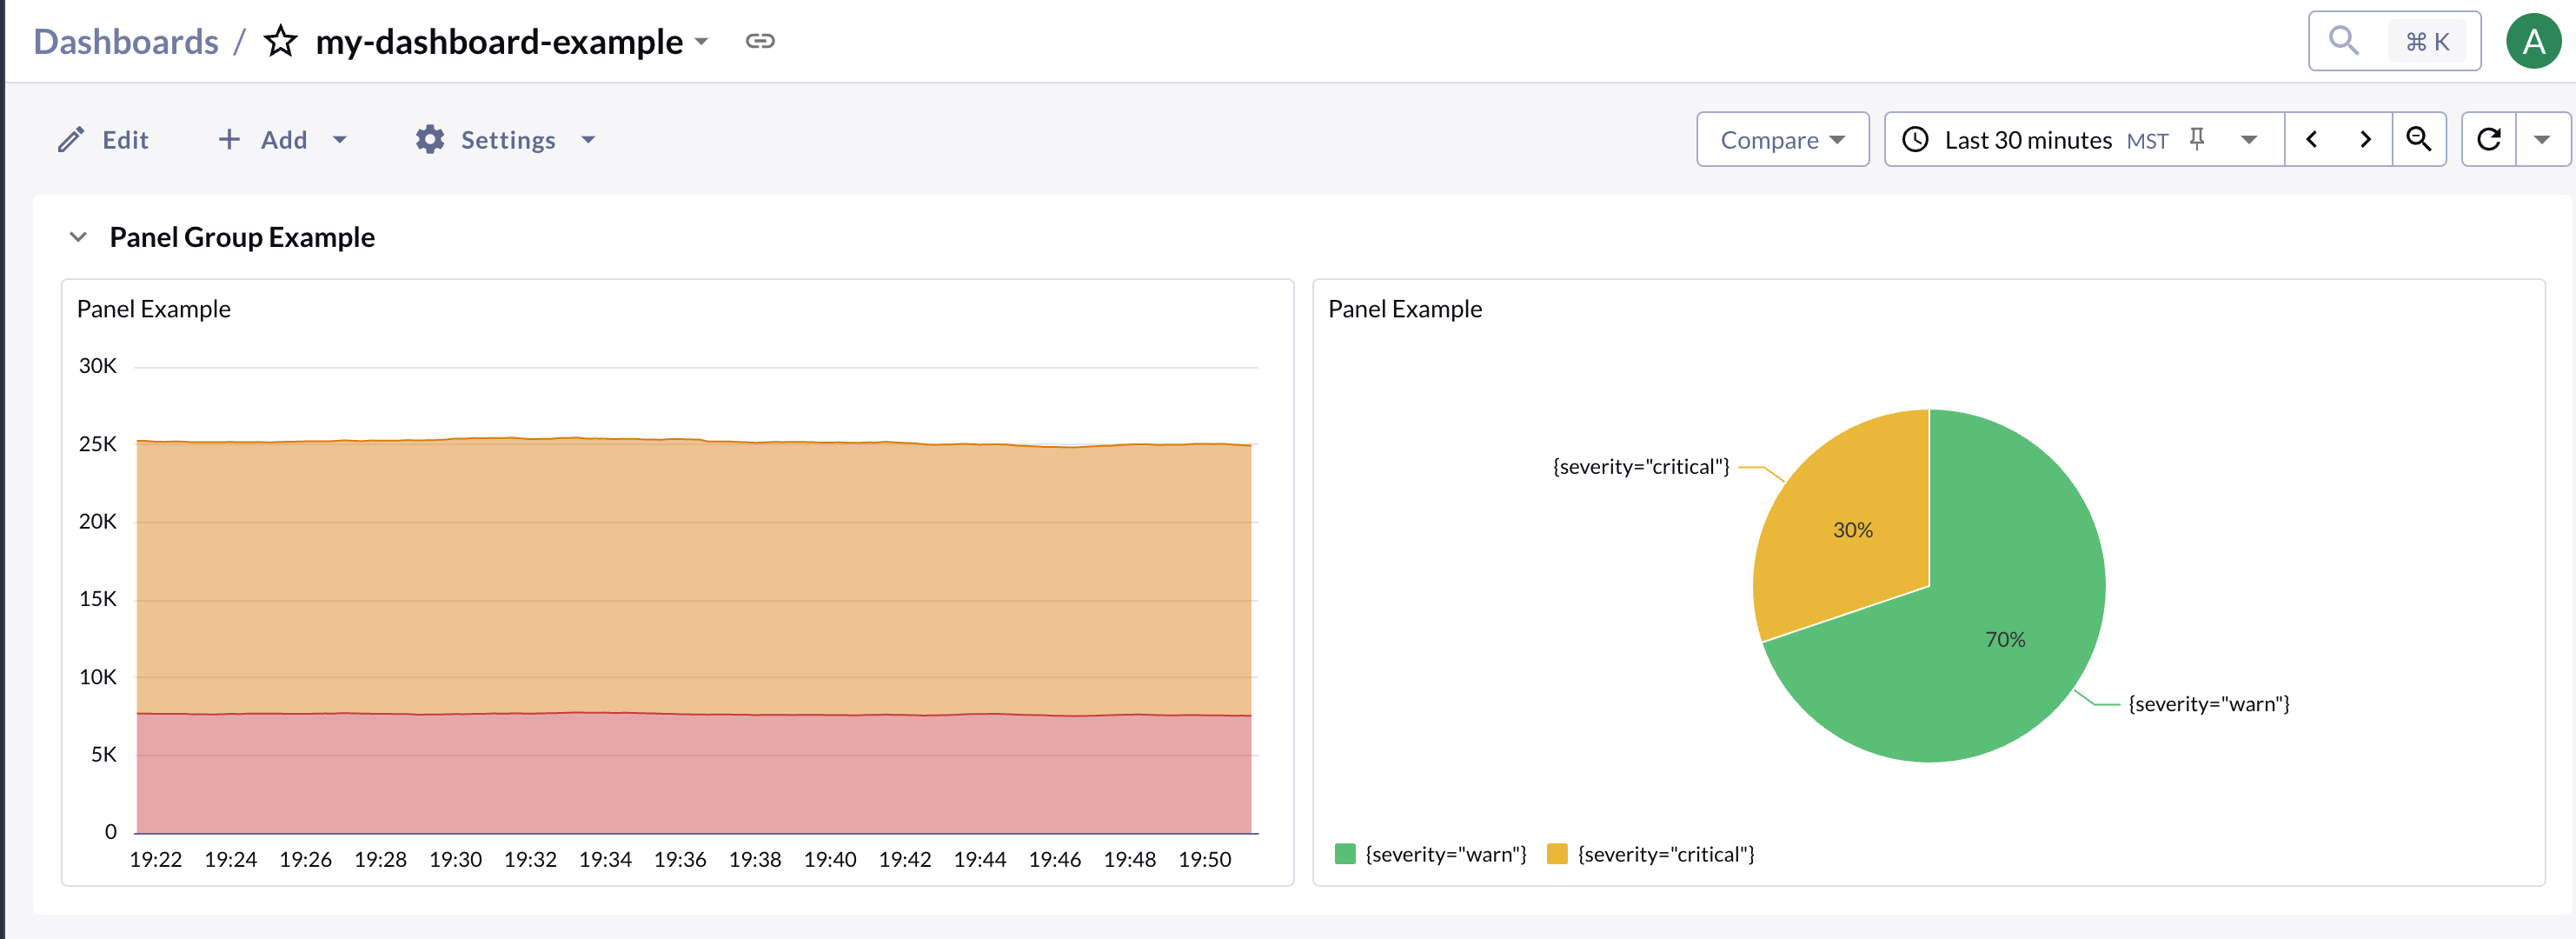 Dashboards / my-dashboard-example
⌘ K
A
Edit
Add
Settings
Compare
Last 30 minutes MST
Panel Group Example
Panel Example
30K
25K
20K
15K
10K
5K
0
19:22 19:24 19:26 19:28 19:30 19:32 19:34 19:36 19:38 19:40 19:42 19:44 19:46 19:48 19:50
Panel Example
{severity="critical"}
30%
70%
{severity="warn"}
{severity="warn"} {severity="critical"}